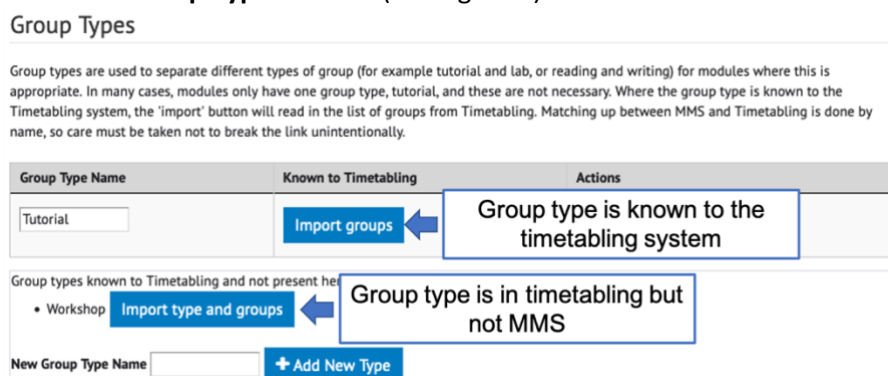 Group Types
Group types are used to separate different types of group (for example tutorial and lab, or reading and writing) for modules where this is
appropriate. In many cases, modules only have one group type, tutorial, and these are not necessary. Where the group type is known to the
Timetabling system, the 'import' button will read in the list of groups from Timetabling. Matching up between MMS and Timetabling is done by
name, so care must be taken not to break the link unintentionally.
Group Type Name Known to Timetabling Actions
Tutorial Import groups
Group type is known to the
timetabling system
Group types known to Timetabling and not present
• Workshop Import type and groups
Group type is in timetabling but
not MMS
New Group Type Name + Add New Type